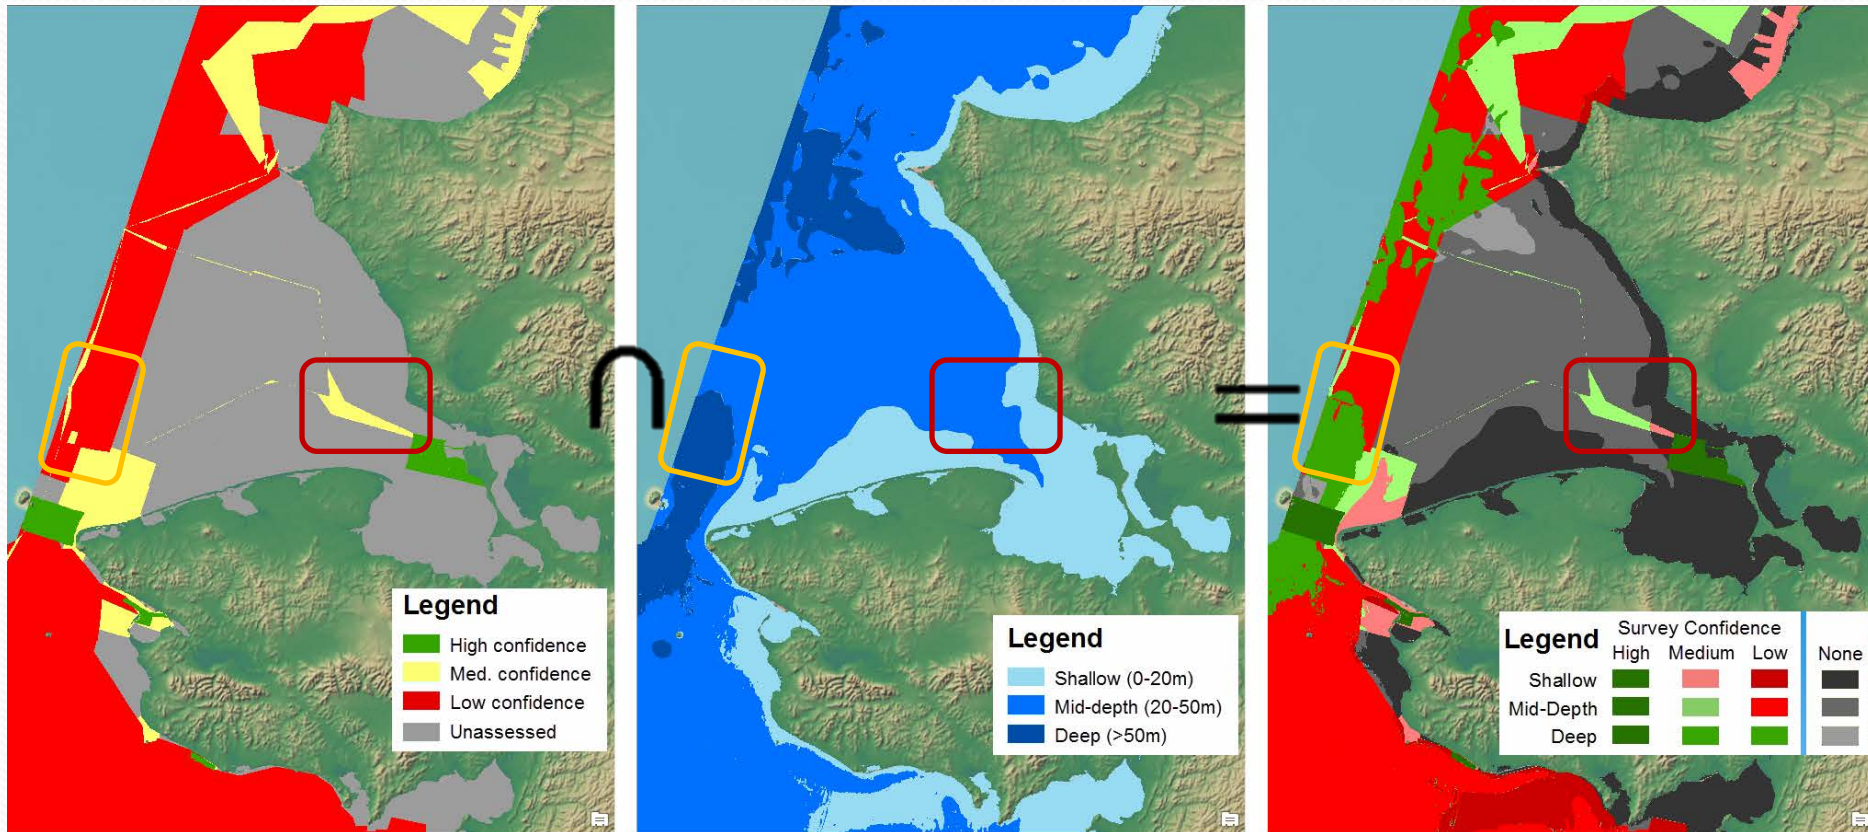 Legend
High confidence
Med. confidence
Low confidence
Unassessed
∩
Legend
Shallow (0-20m)
Mid-depth (20-50m)
Deep (>50m)
=
Legend Survey Confidence
High Medium Low None
Shallow
Mid-Depth
Deep